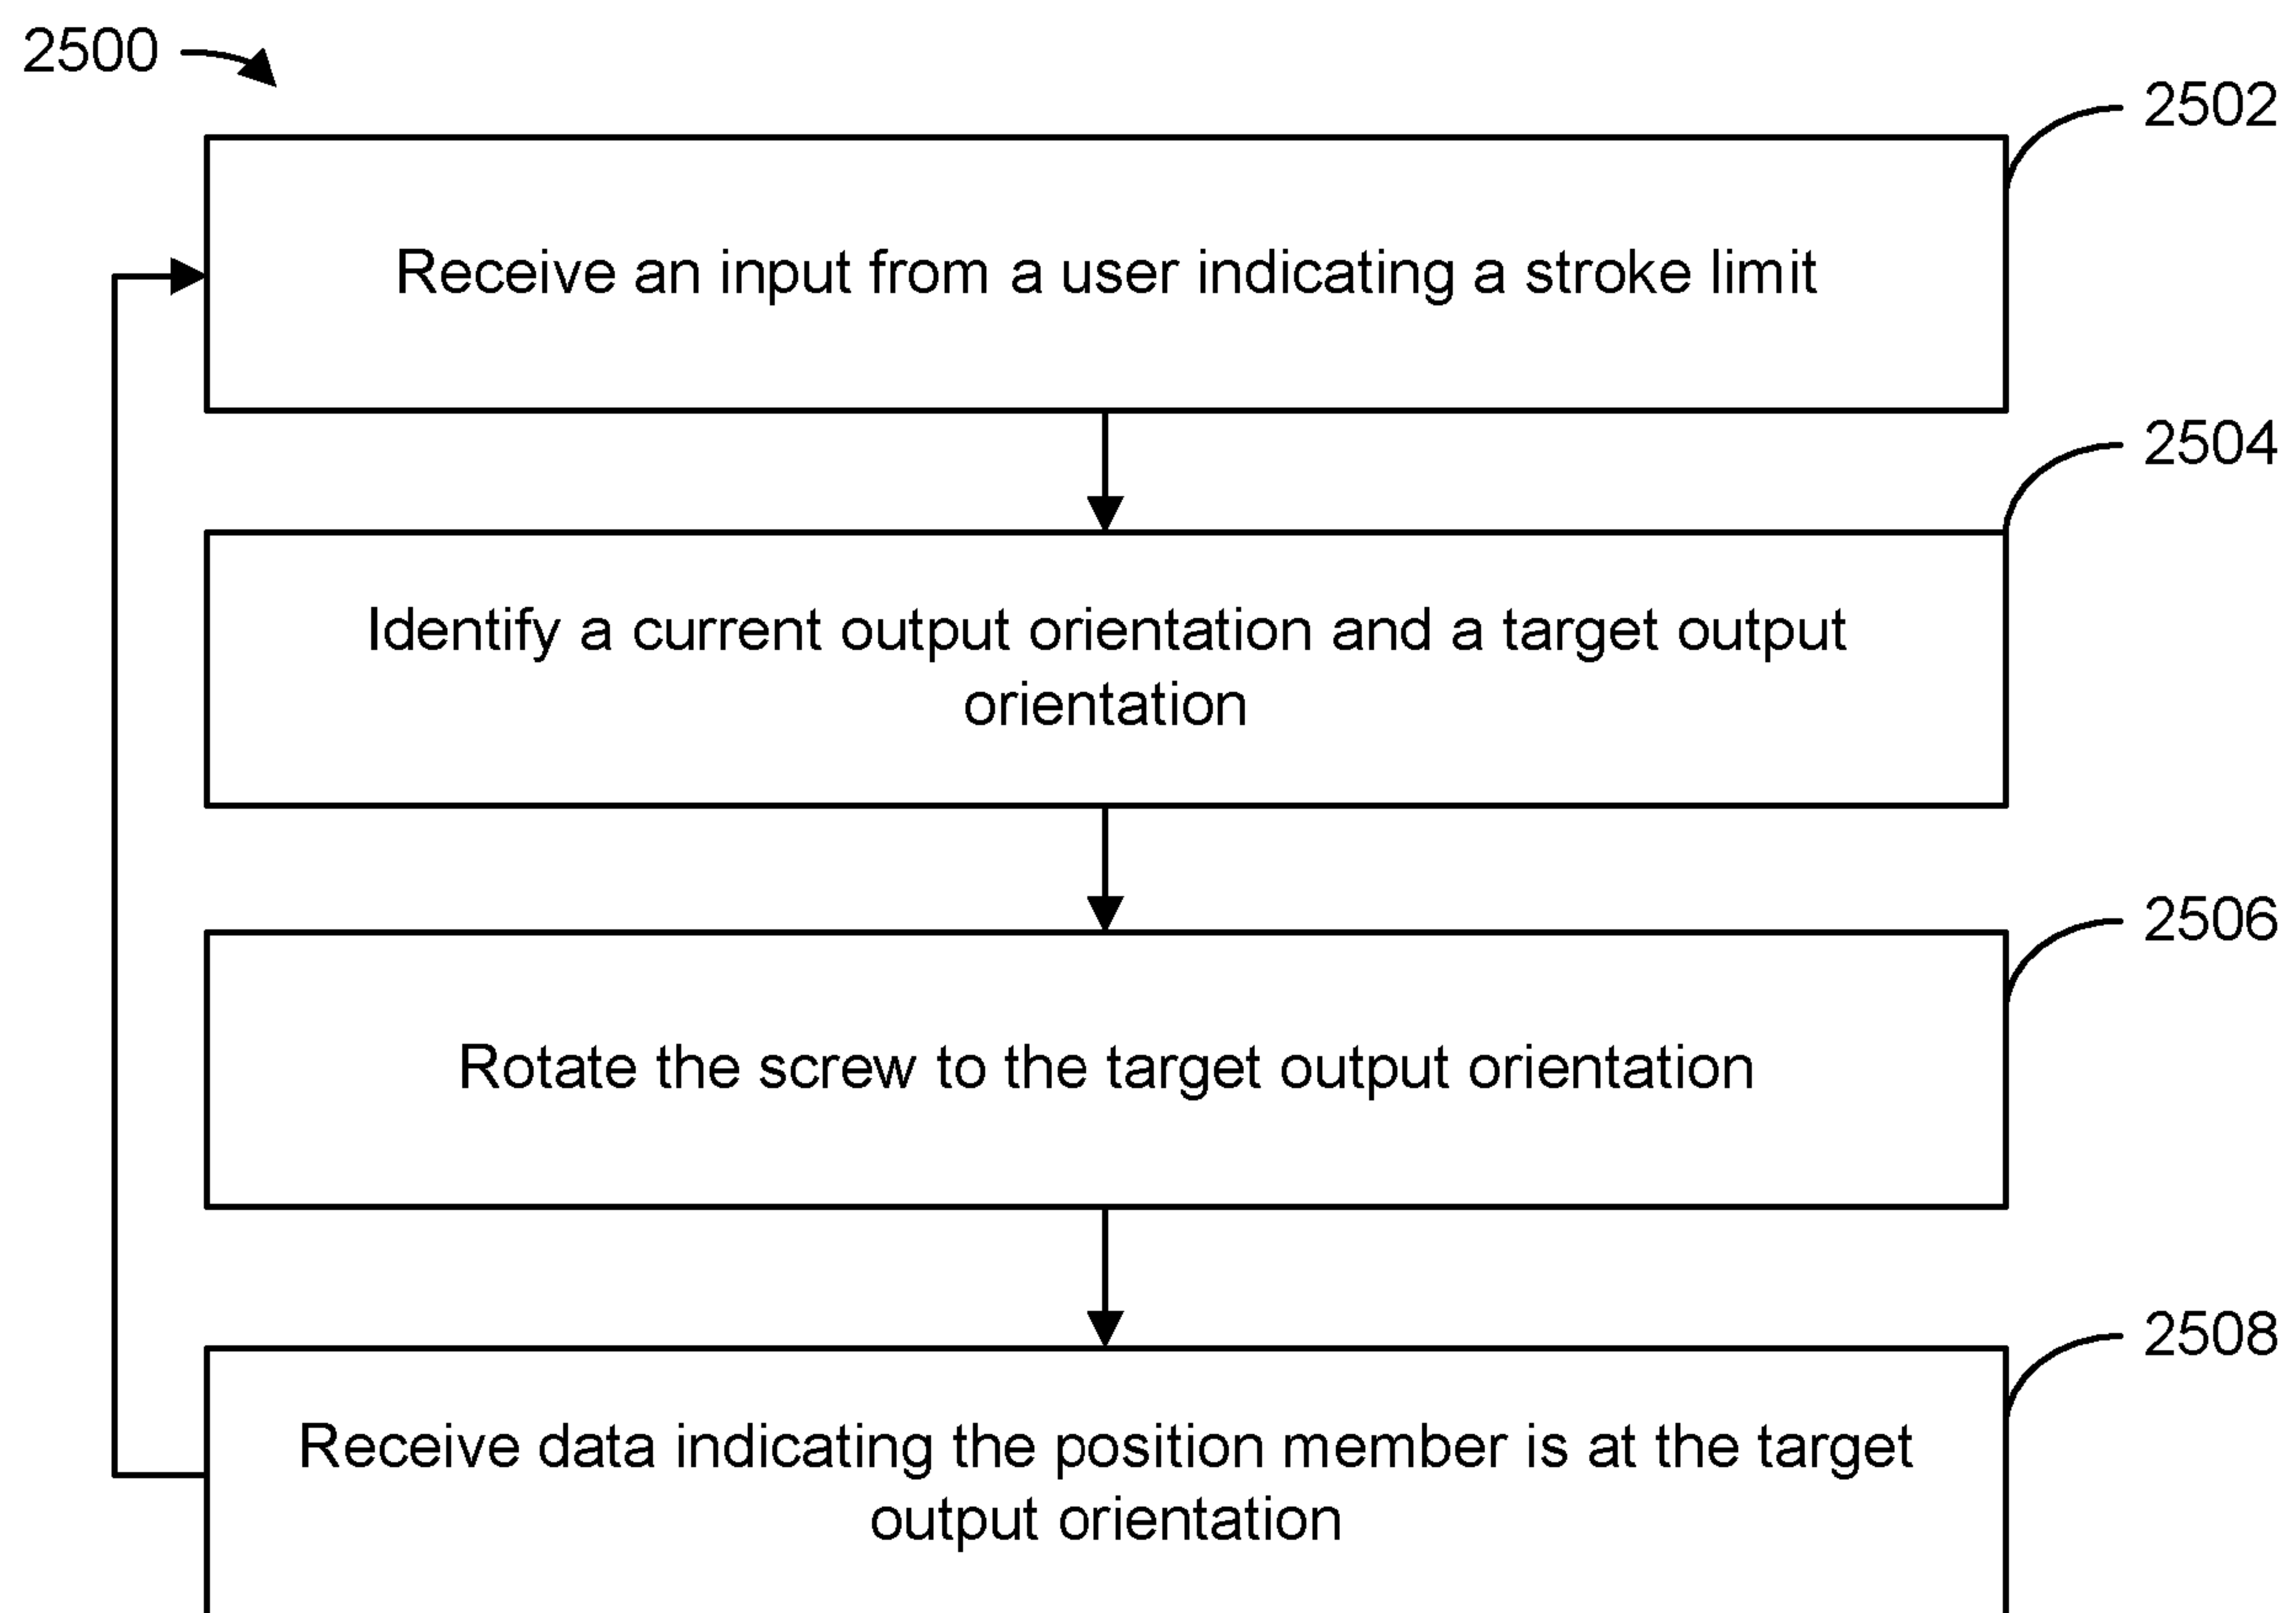 2500
2502
Receive an input from a user indicating a stroke limit
2504
Identify a current output orientation and a target output
orientation
2506
Rotate the screw to the target output orientation
2508
Receive data indicating the position member is at the target
output orientation